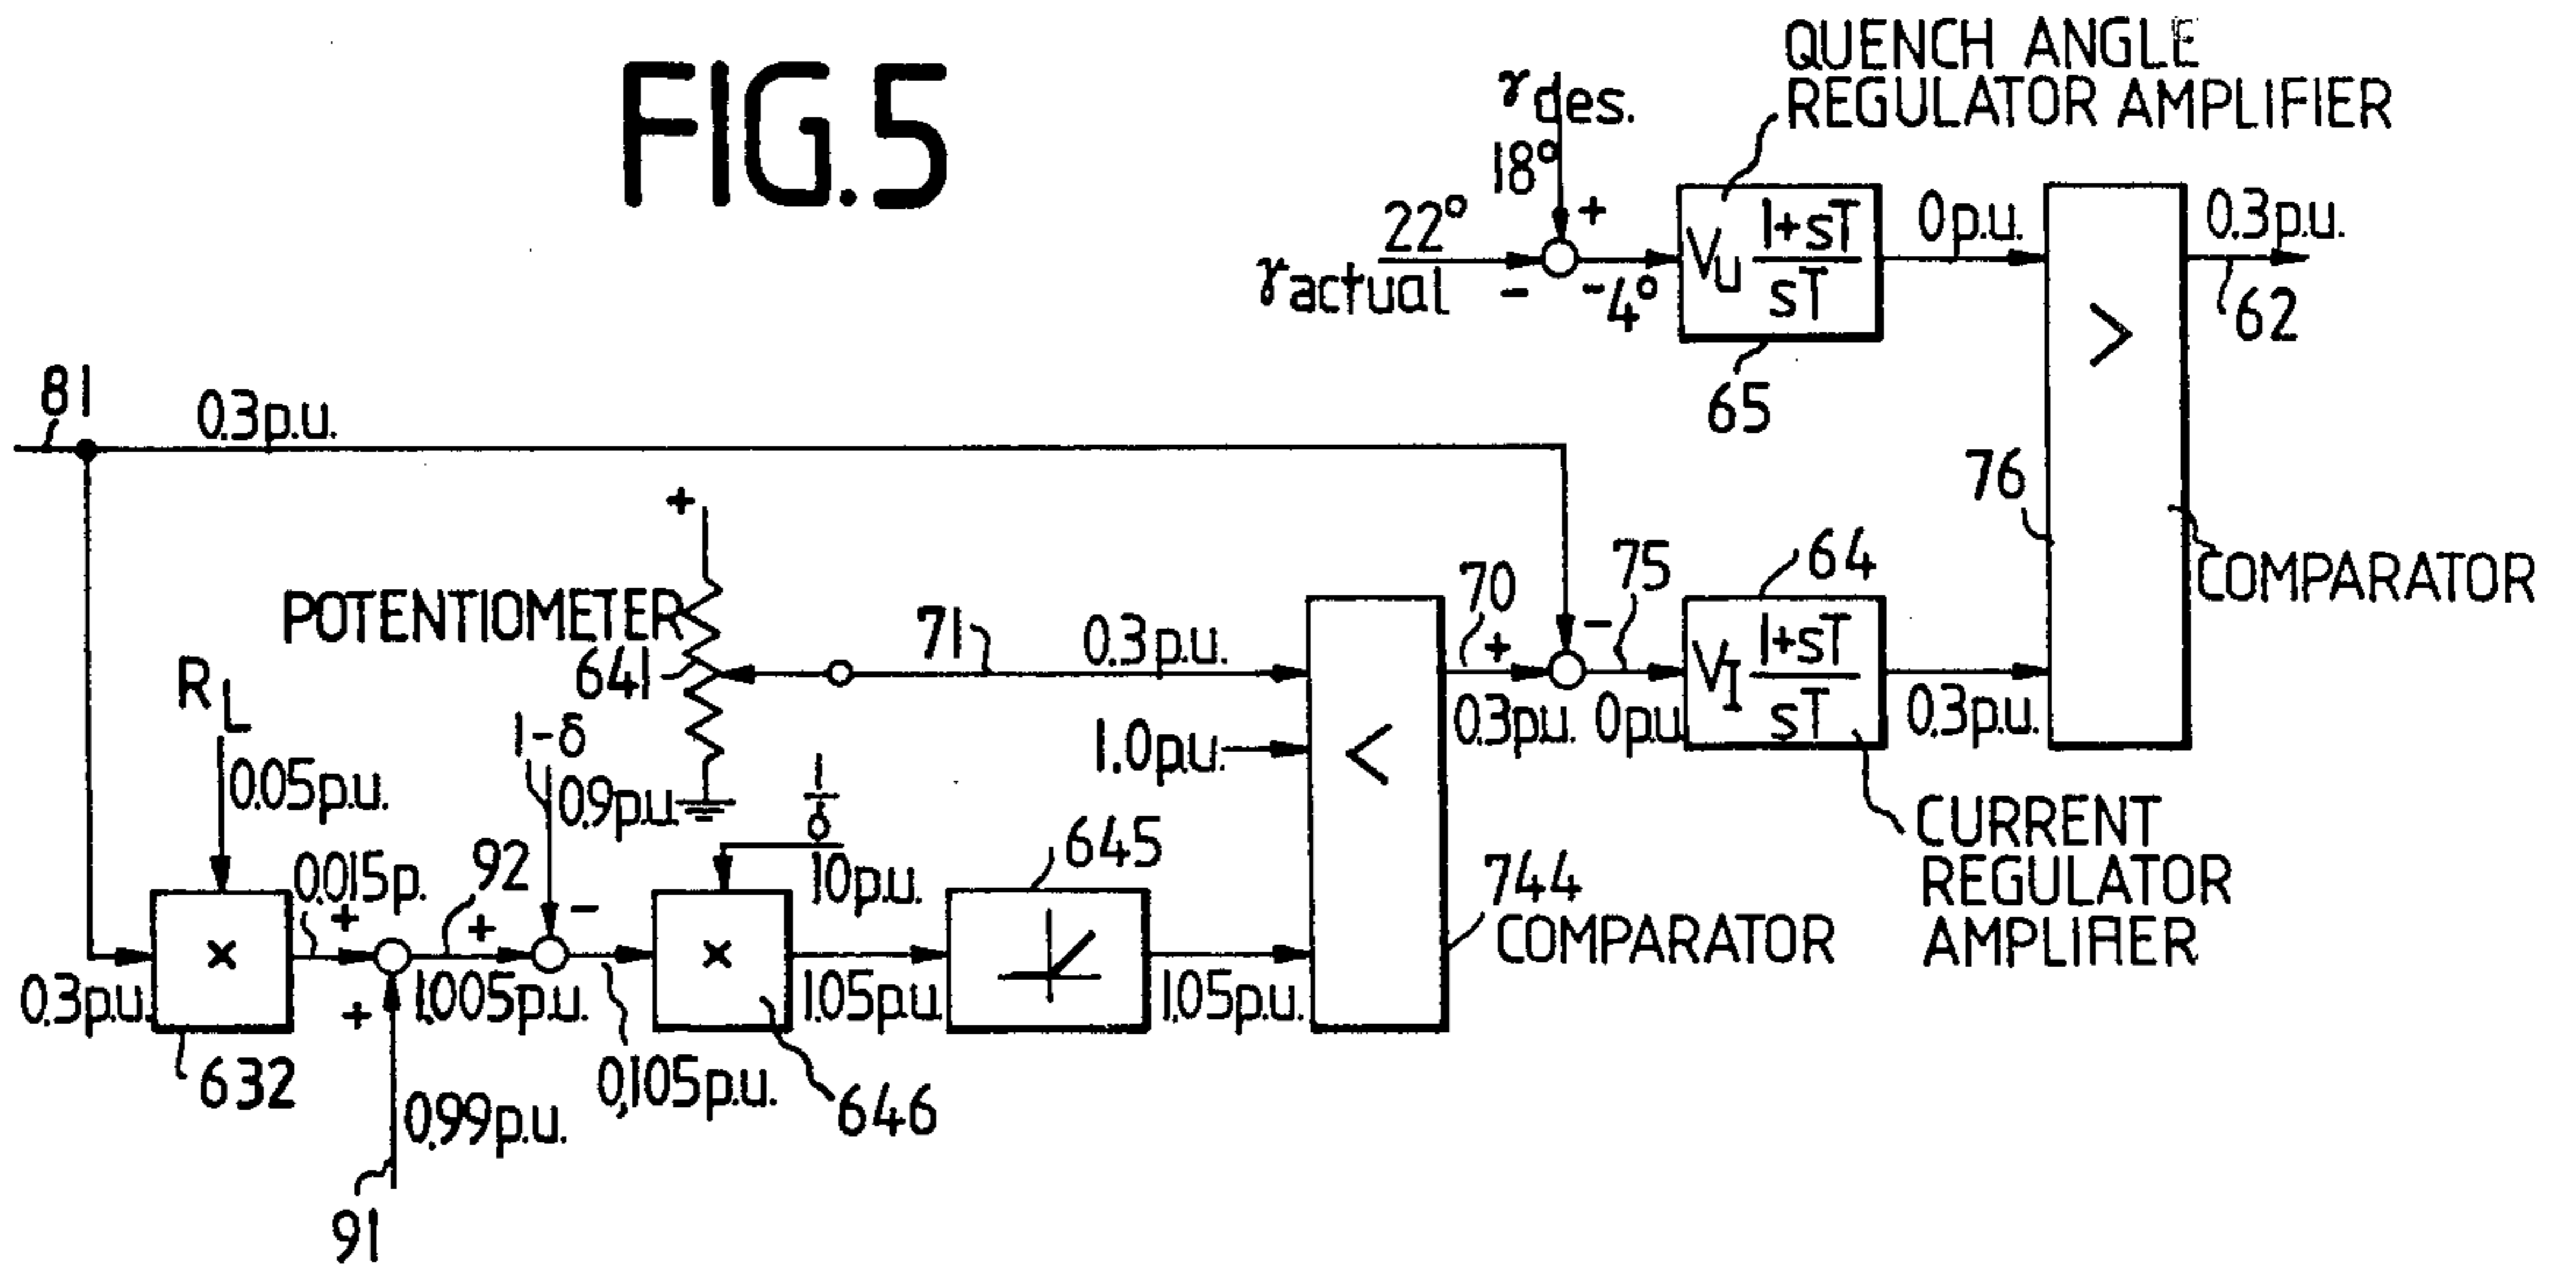 FIG.5
QUENCH ANGLE
REGULATOR AMPLIFIER
γdes.
18°
+
22°
γactual
-
-4°
Vu 1+sT
sT
65
0p.u.
>
0.3p.u.
62
76
COMPARATOR
81
0.3p.u.
+
POTENTIOMETER
641
71
0.3p.u.
1.0p.u.
<
70
+
0.3p.u.
-
75
0p.u
64
VI 1+sT
sT
0.3p.u.
CURRENT
REGULATOR
AMPLIFIER
744
COMPARATOR
RL
0.05p.u.
1-δ
0.9p.u.
1
δ
10p.u.
645
0.3p.u.
×
632
0.015p.
+
+
91
0.99p.u.
92
+
1.005p.u.
-
0,105p.u.
×
646
1.05p.u
1.05p.u.